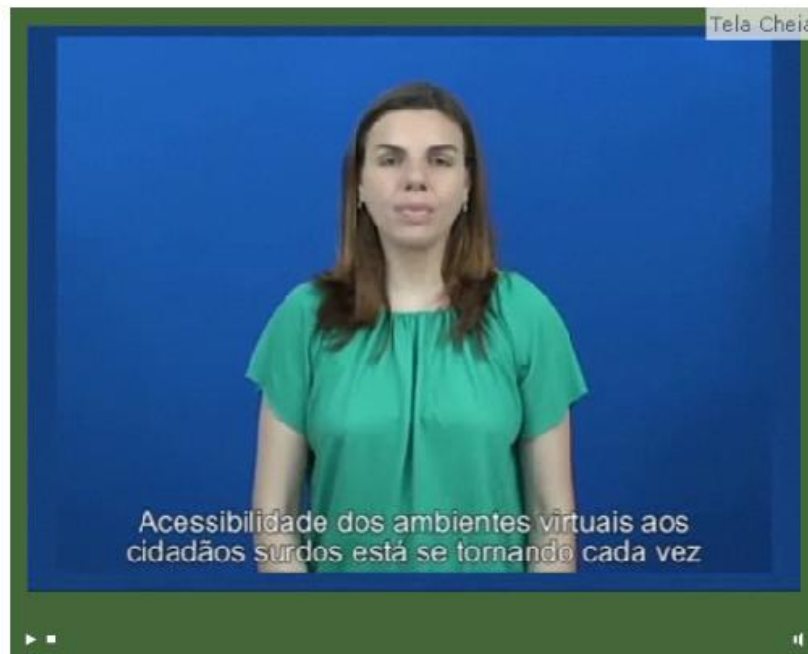 Tela Cheia
Acessibilidade dos ambientes virtuais aos
cidadãos surdos está se tornando cada vez